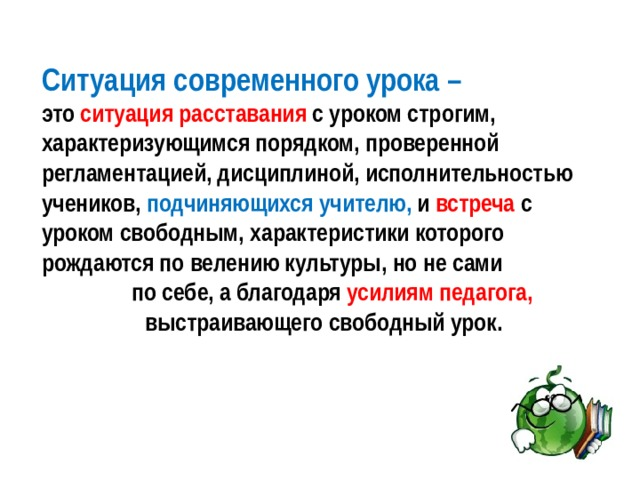 Ситуация современного урока –
это ситуация расставания с уроком строгим,
характеризующимся порядком, проверенной
регламентацией, дисциплиной, исполнительностью
учеников, подчиняющихся учителю, и встреча с
уроком свободным, характеристики которого
рождаются по велению культуры, но не сами
по себе, а благодаря усилиям педагога,
выстраивающего свободный урок.